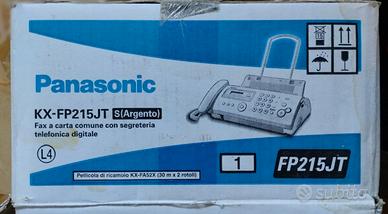 Panasonic
KX-FP215JT S(Argento)
Fax a carta comune con segreteria
telefonica digitale
L4
1
FP215JT
Pellicola di ricambio KX-FA52X (30 m x 2 rotoli)
subito